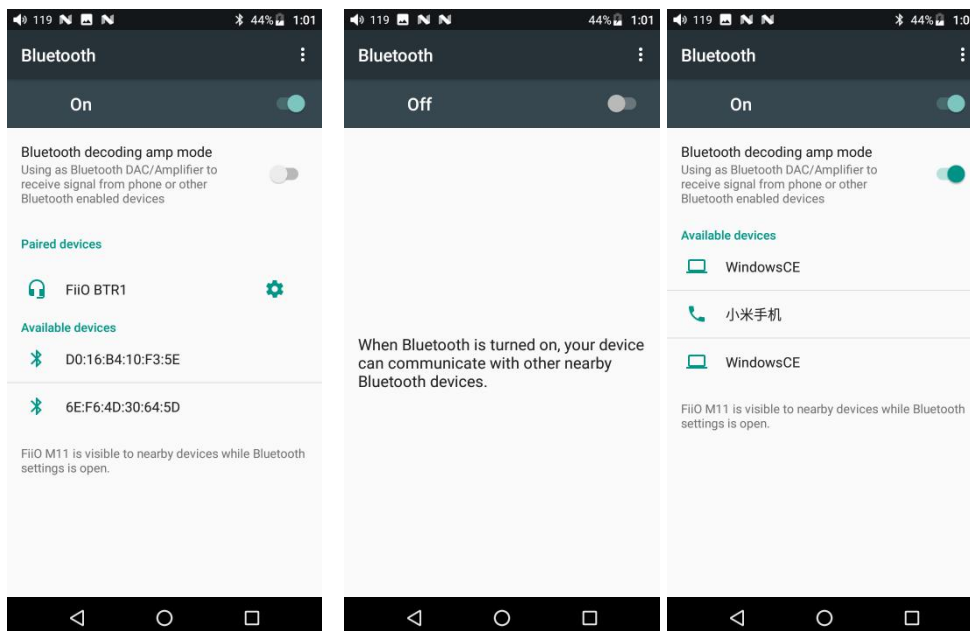 119
44% 1:01
Bluetooth
On
Bluetooth decoding amp mode
Using as Bluetooth DAC/Amplifier to
receive signal from phone or other
Bluetooth enabled devices
Paired devices
FiiO BTR1
Available devices
D0:16:B4:10:F3:5E
6E:F6:4D:30:64:5D
FiiO M11 is visible to nearby devices while Bluetooth
settings is open.
119
44% 1:01
Bluetooth
Off
When Bluetooth is turned on, your device
can communicate with other nearby
Bluetooth devices.
119
44% 1:0
Bluetooth
On
Bluetooth decoding amp mode
Using as Bluetooth DAC/Amplifier to
receive signal from phone or other
Bluetooth enabled devices
Available devices
WindowsCE
小米手机
WindowsCE
FiiO M11 is visible to nearby devices while Bluetooth
settings is open.